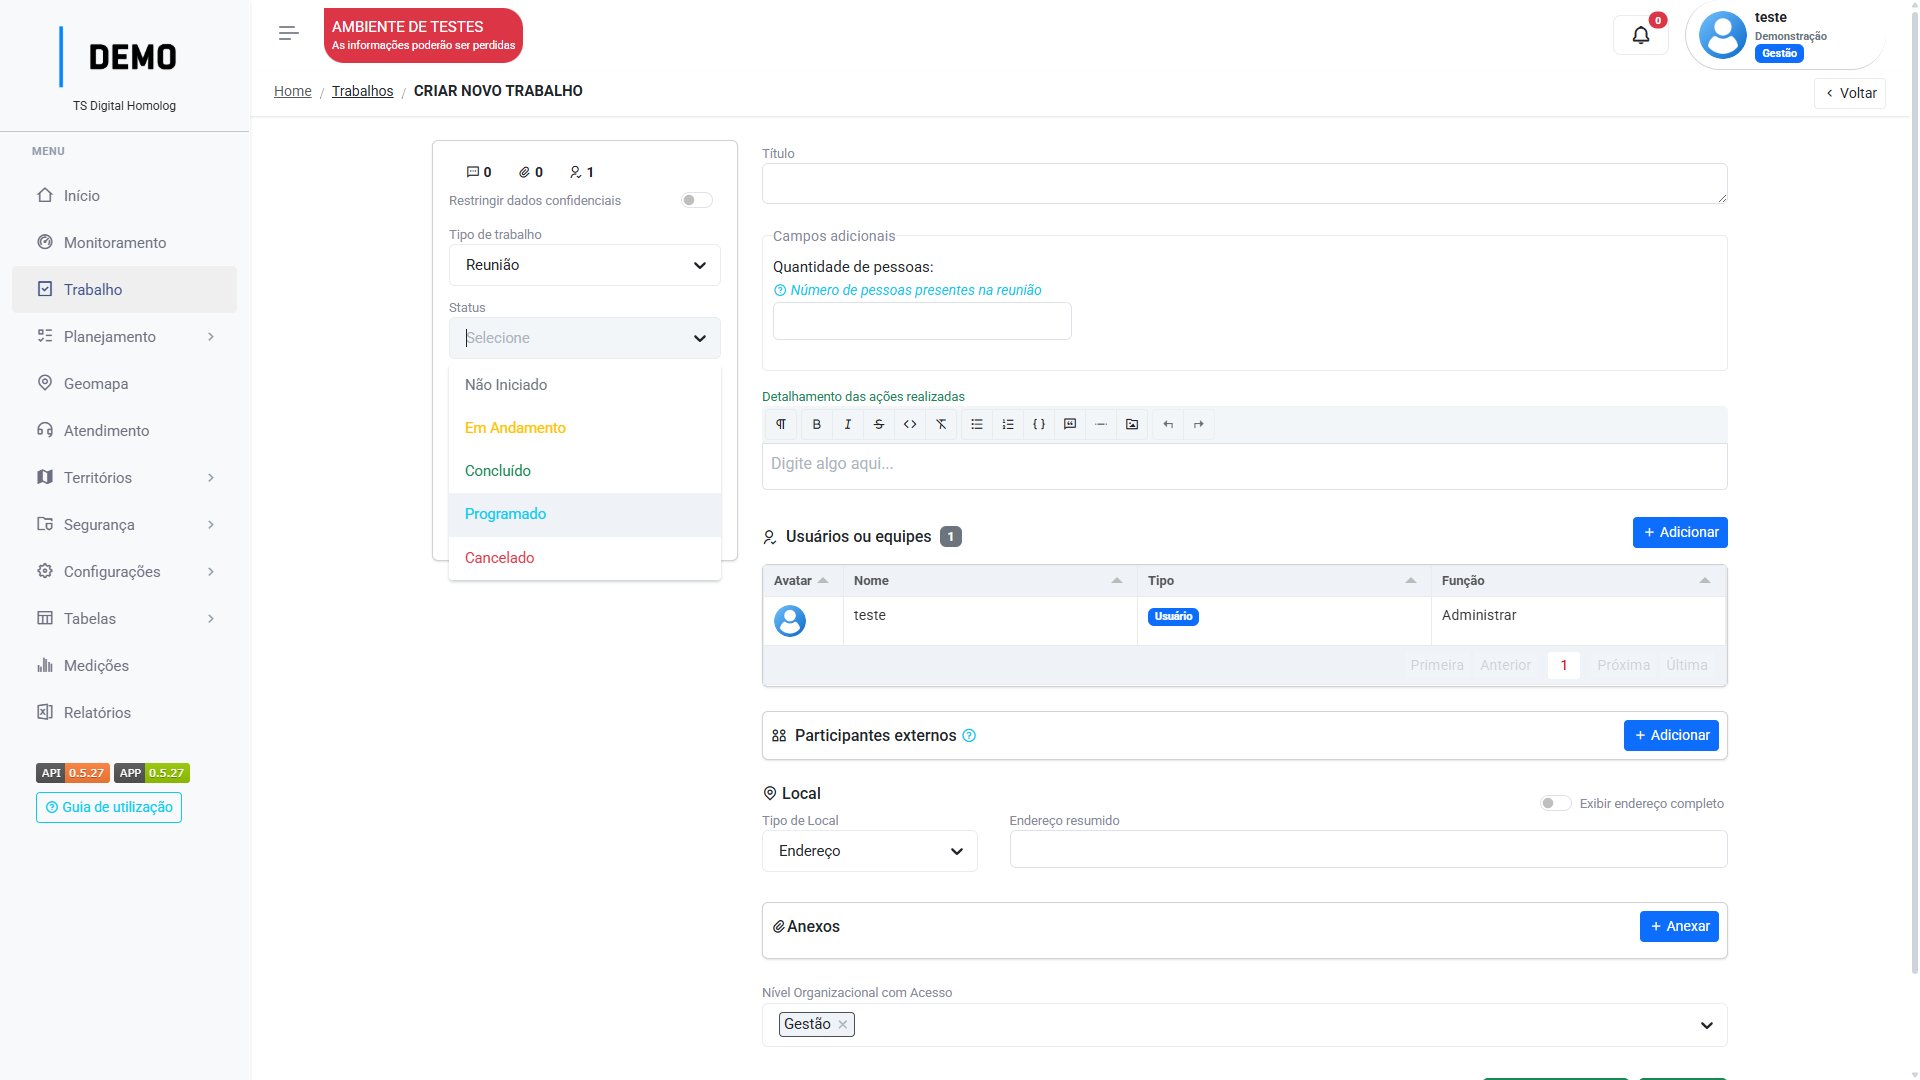 DEMO
TS Digital Homolog
MENU
Início
Monitoramento
Trabalho
Planejamento
Geomapa
Atendimento
Territórios
Segurança
Configurações
Tabelas
Medições
Relatórios
API 0.5.27 APP 0.5.27
Guia de utilização
AMBIENTE DE TESTES
As informações poderão ser perdidas
0
teste
Demonstração
Gestão
Home / Trabalhos / CRIAR NOVO TRABALHO
Voltar
0 0 1
Restringir dados confidenciais
Tipo de trabalho
Reunião
Status
Selecione
Não Iniciado
Em Andamento
Concluído
Programado
Cancelado
Título
Campos adicionais
Quantidade de pessoas:
Número de pessoas presentes na reunião
Detalhamento das ações realizadas
Digite algo aqui...
Usuários ou equipes 1
+ Adicionar
Avatar Nome Tipo Função
teste Usuário Administrar
Primeira Anterior 1 Próxima Última
Participantes externos
+ Adicionar
Local
Exibir endereço completo
Tipo de Local
Endereço resumido
Endereço
Anexos
+ Anexar
Nível Organizacional com Acesso
Gestão